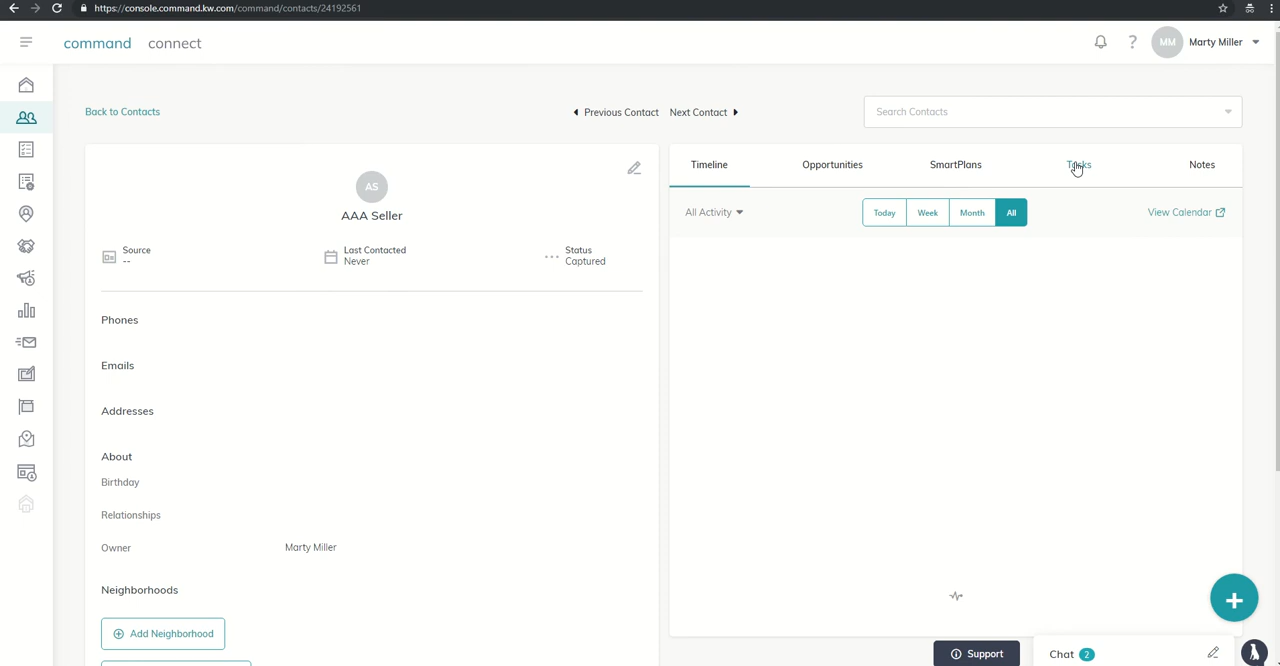 https://console.command.kw.com/command/contacts/24192561
command connect
? MM Marty Miller
Back to Contacts
Previous Contact Next Contact
Search Contacts
AS
AAA Seller
Source
--
Last Contacted
Never
Status
Captured
Phones
Emails
Addresses
About
Birthday
Relationships
Owner Marty Miller
Neighborhoods
Add Neighborhood
Timeline Opportunities SmartPlans Tasks Notes
All Activity Today Week Month All View Calendar
+
Support
Chat 2